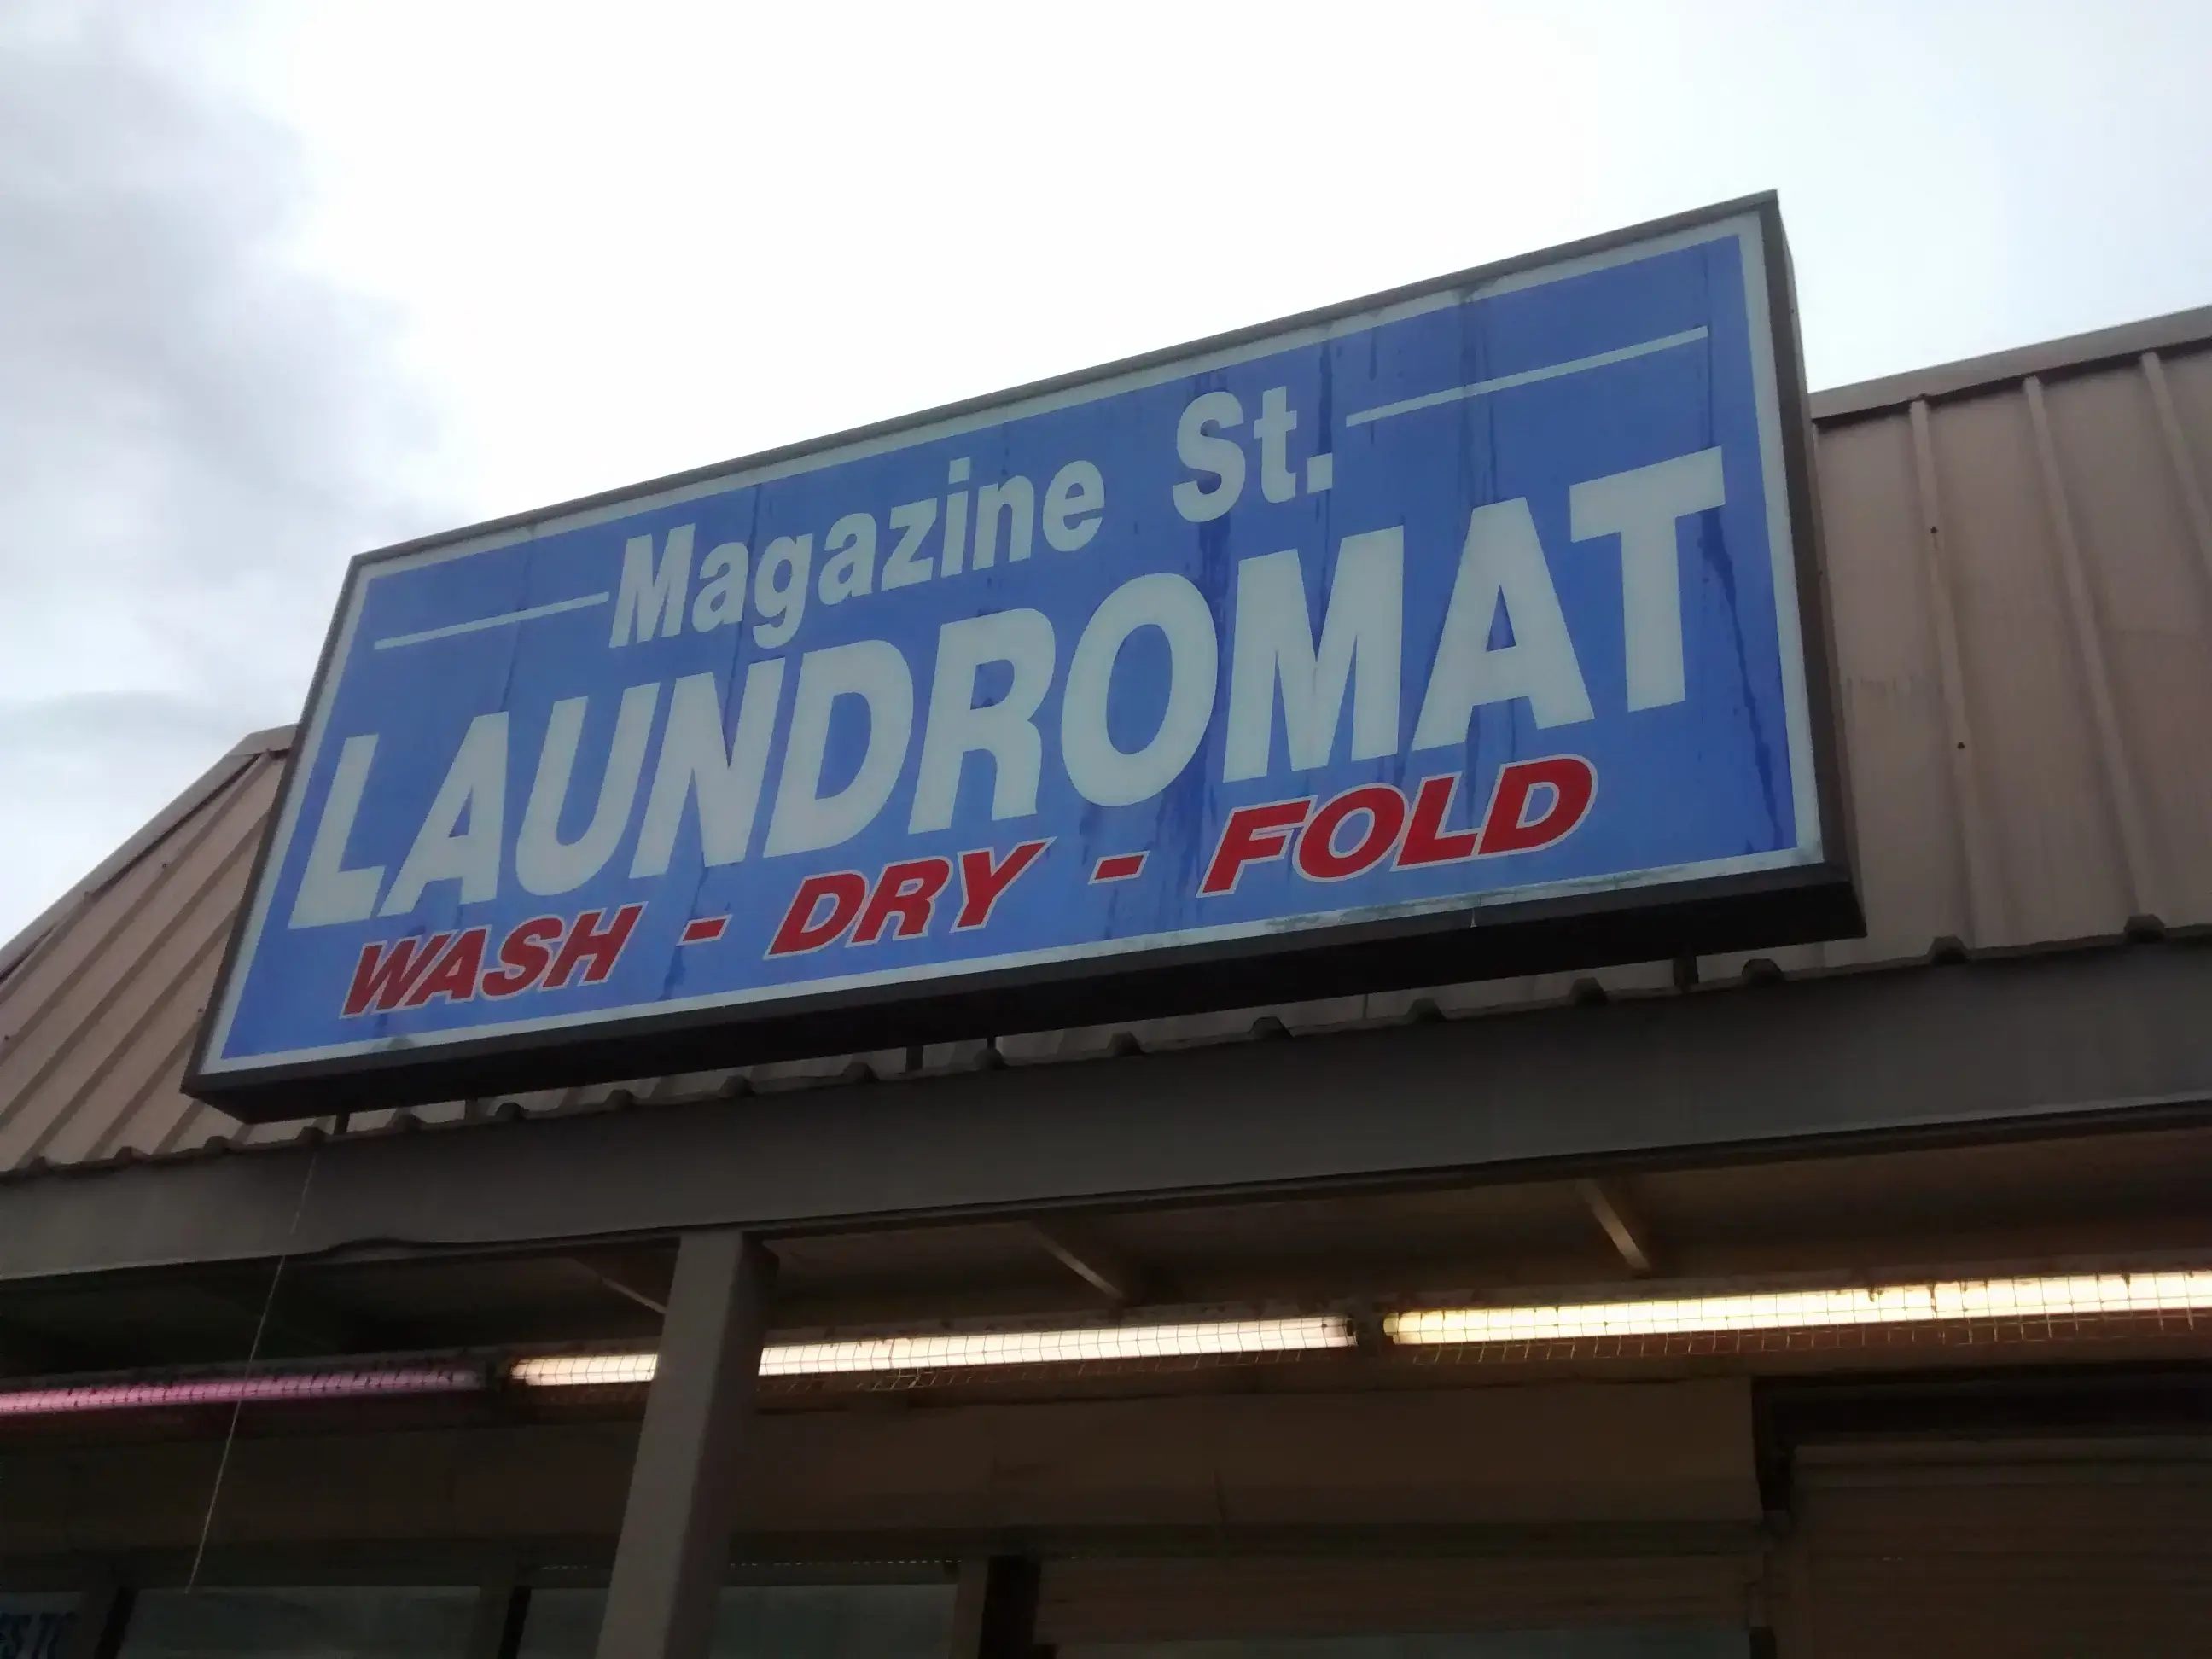 Magazine St.
LAUNDROMAT
WASH - DRY - FOLD